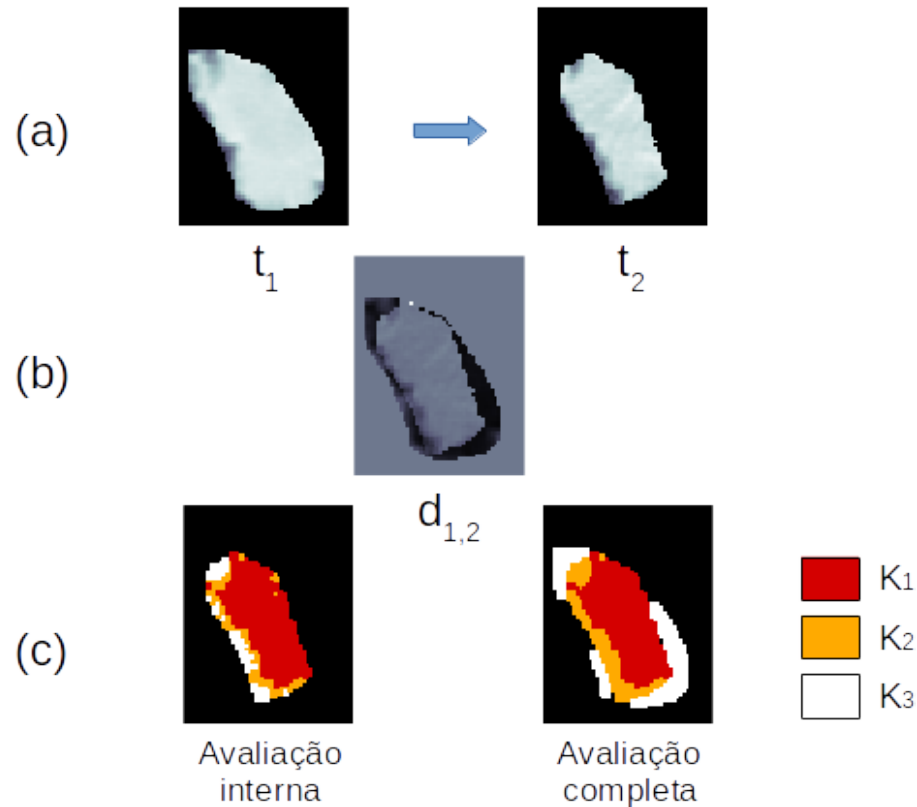 (a)
t1
t2
(b)
d1,2
(c)
K1
K2
K3
Avaliação
interna
Avaliação
completa